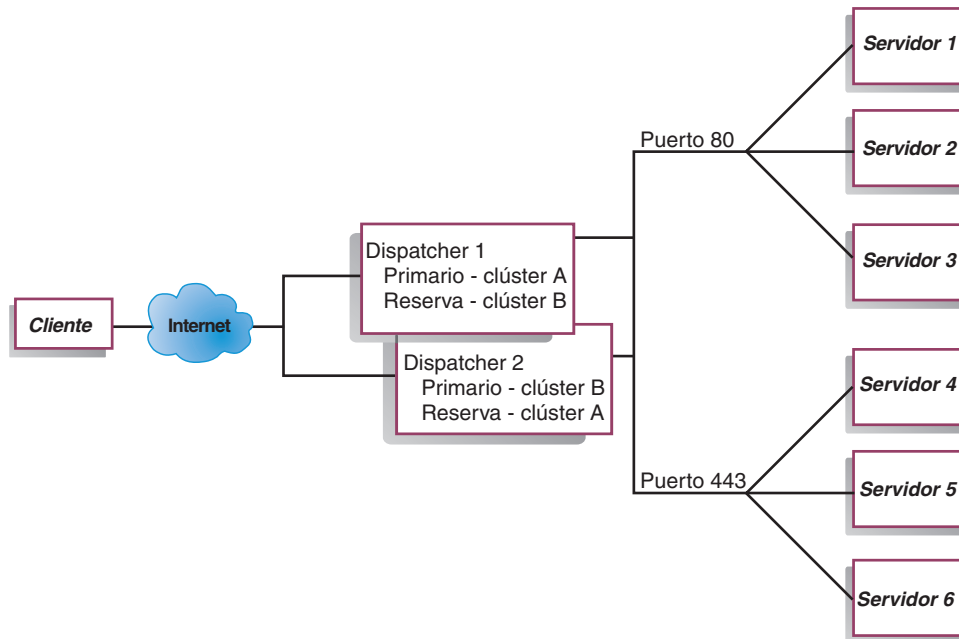 Servidor 1
Puerto 80
Servidor 2
Servidor 3
Dispatcher 1
Primario - clúster A
Reserva - clúster B
Cliente
Internet
Dispatcher 2
Primario - clúster B
Reserva - clúster A
Servidor 4
Puerto 443
Servidor 5
Servidor 6